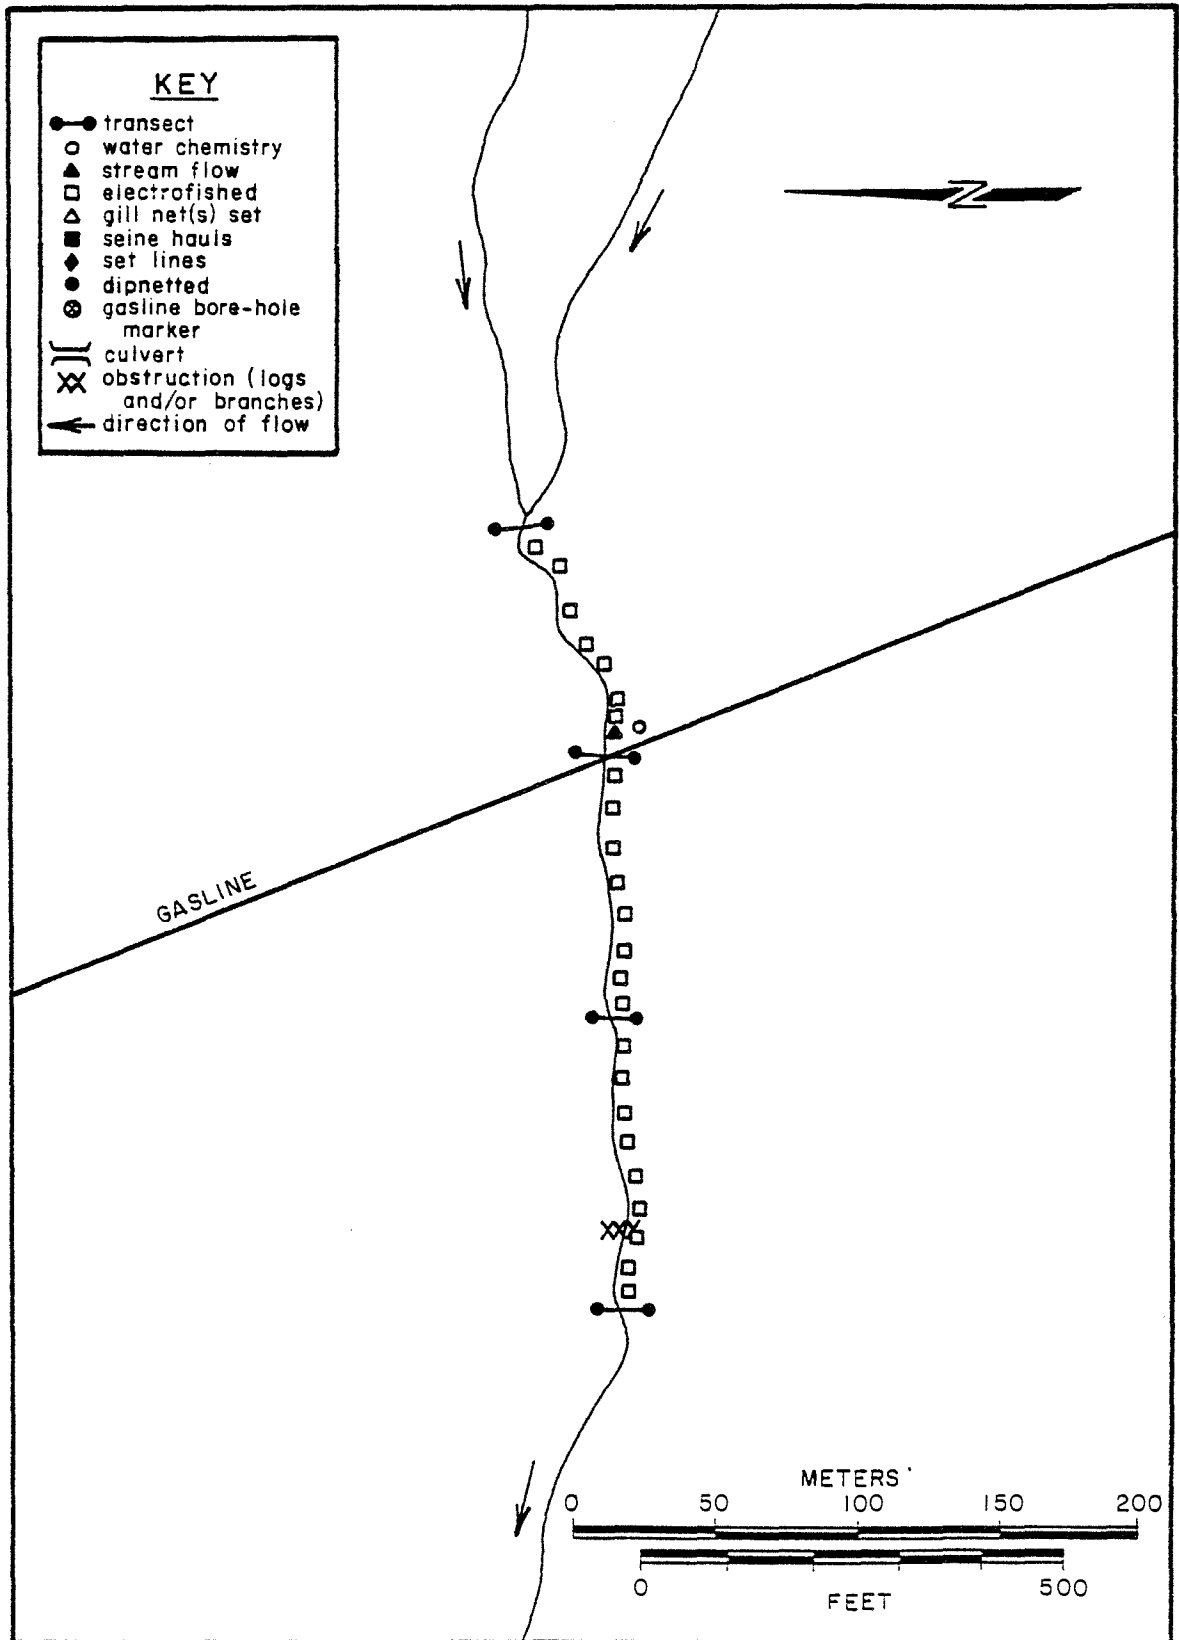 KEY
transect
water chemistry
stream flow
electrofished
gill net(s) set
seine hauls
set lines
dipnetted
gasline bore-hole
marker
culvert
obstruction (logs
and/or branches)
direction of flow
N
GASLINE
METERS
0 50 100 150 200
0 500
FEET